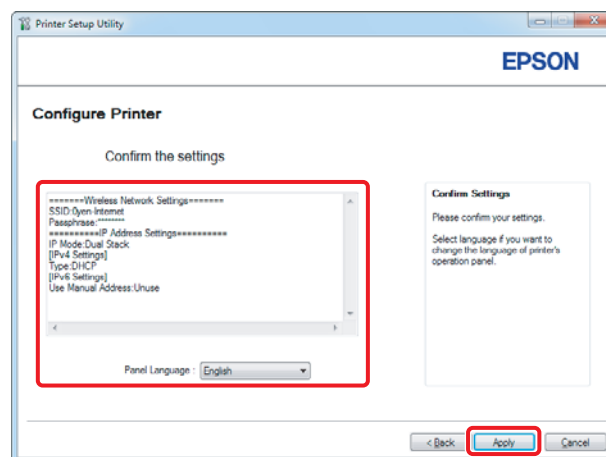 Printer Setup Utility
EPSON
Configure Printer
Confirm the settings
=======Wireless Network Settings=======
SSID:0yen-Internet
Passphrase:********
==========IP Address Settings==========
IP Mode:Dual Stack
[IPv4 Settings]
Type:DHCP
[IPv6 Settings]
Use Manual Address:Unuse
Panel Language : English
Confirm Settings
Please confirm your settings.
Select language if you want to
change the language of printer's
operation panel.
< Back
Apply
Cancel